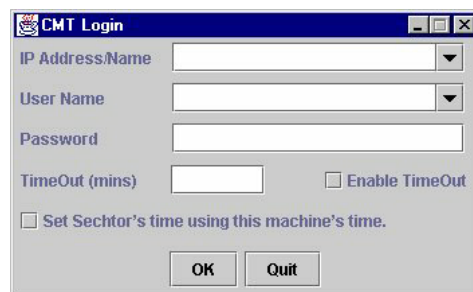 CMT Login
IP Address/Name
User Name
Password
TimeOut (mins) Enable TimeOut
Set Sechtor's time using this machine's time.
OK Quit